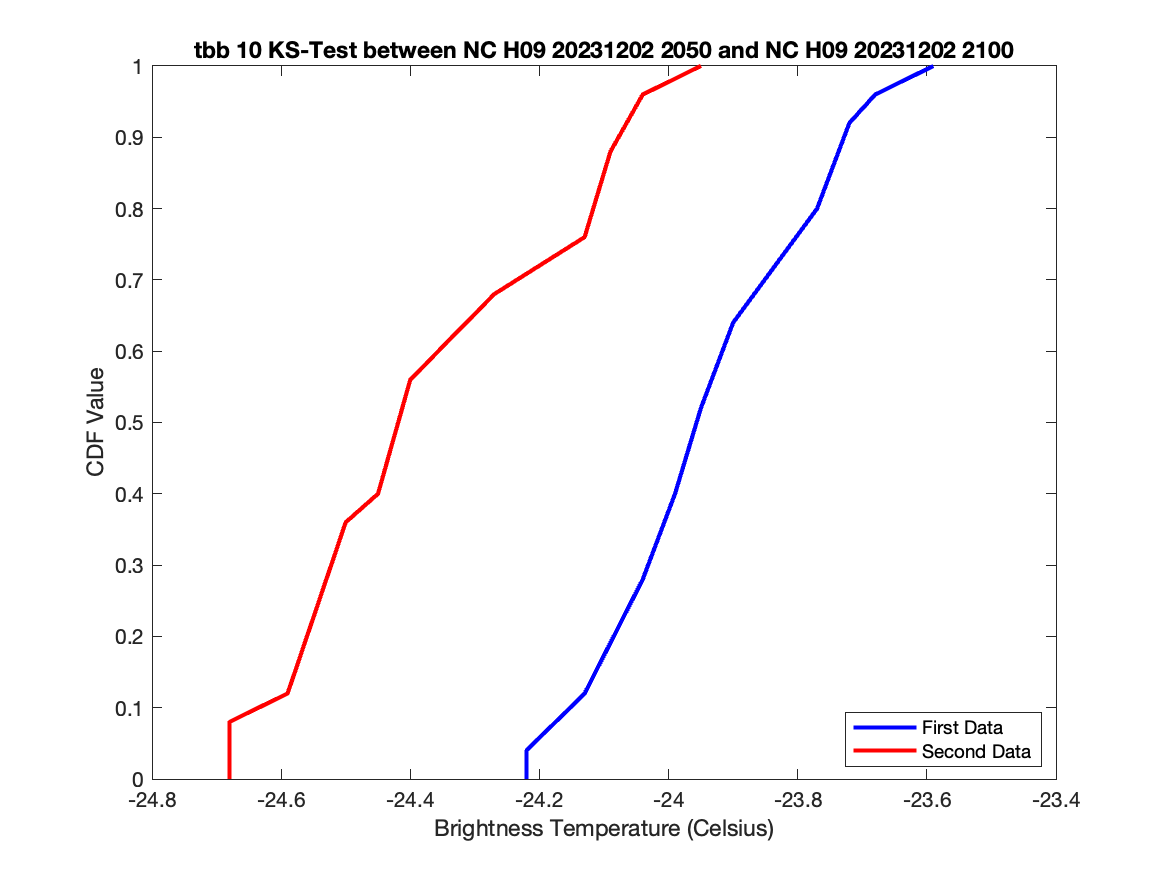 tbb 10 KS-Test between NC H09 20231202 2050 and NC H09 20231202 2100
1
0.9
0.8
0.7
0.6
0.5
0.4
0.3
0.2
0.1
0
CDF Value
First Data
Second Data
-24.8 -24.6 -24.4 -24.2 -24 -23.8 -23.6 -23.4
Brightness Temperature (Celsius)